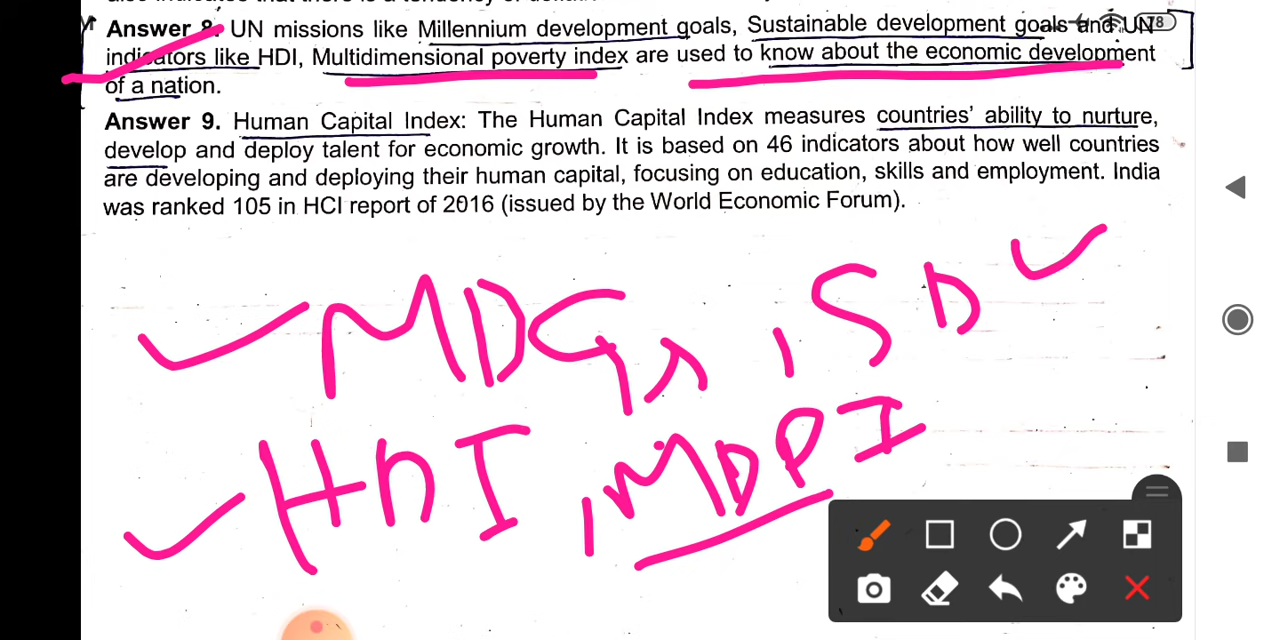 Answer 8. UN missions like Millennium development goals, Sustainable development goals and UN
78
indicators like HDI, Multidimensional poverty index are used to know about the economic development
of a nation.
Answer 9. Human Capital Index: The Human Capital Index measures countries' ability to nurture,
develop and deploy talent for economic growth. It is based on 46 indicators about how well countries
are developing and deploying their human capital, focusing on education, skills and employment. India
was ranked 105 in HCI report of 2016 (issued by the World Economic Forum).
MDGs, SD
HDI, MDPI